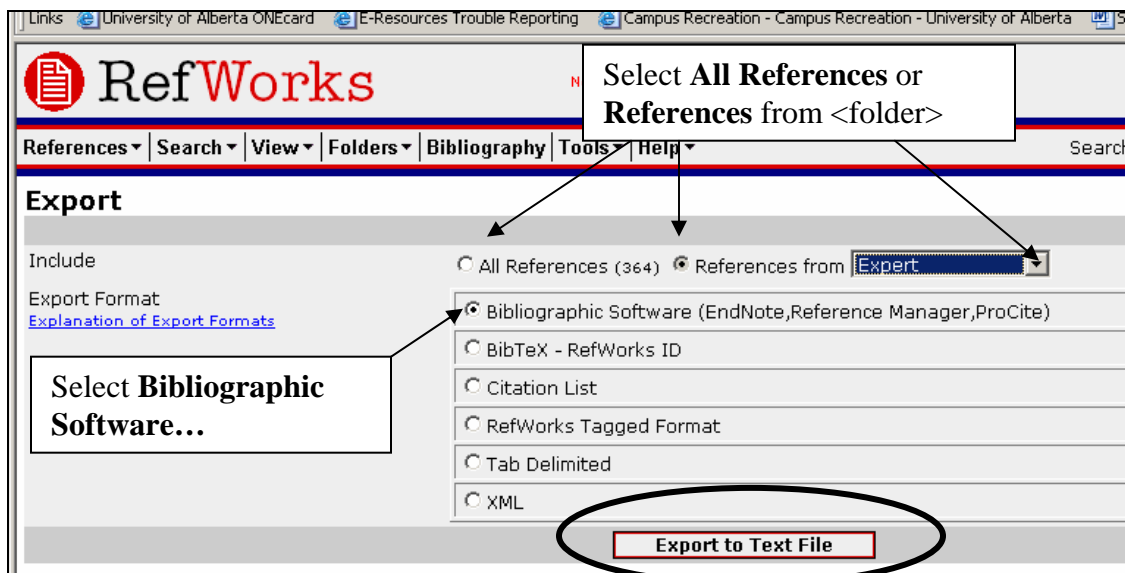 Links University of Alberta ONEcard E-Resources Trouble Reporting Campus Recreation - Campus Recreation - University of Alberta S
RefWorks
N
Select All References or
References from <folder>
References Search View Folders Bibliography Tools Help Search
Export
Include
All References (364) References from Expert
Export Format
Explanation of Export Formats
Bibliographic Software (EndNote,Reference Manager,ProCite)
BibTeX - RefWorks ID
Select Bibliographic
Software…
Citation List
RefWorks Tagged Format
Tab Delimited
XML
Export to Text File